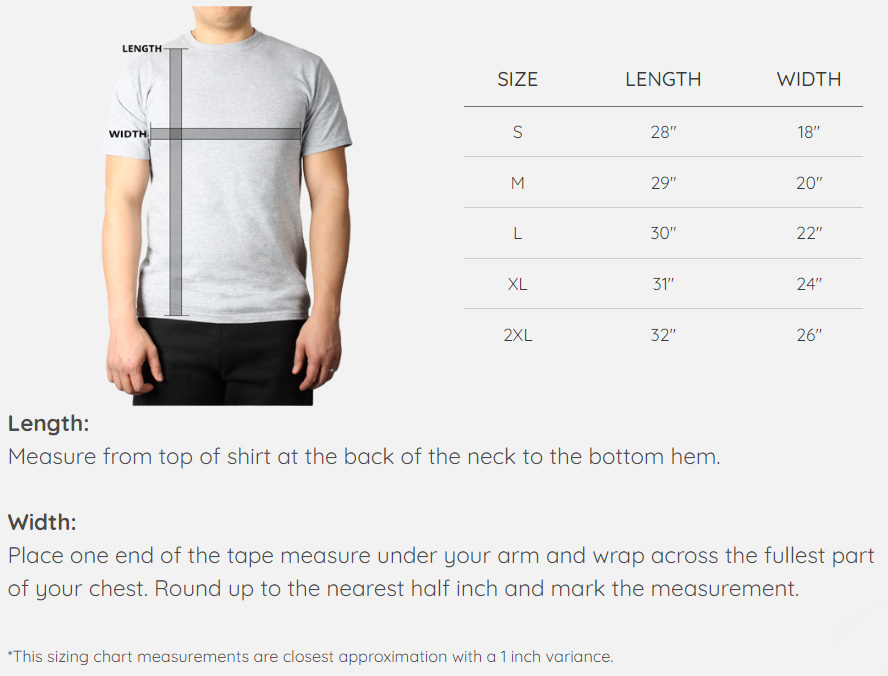 LENGTH
WIDTH
SIZE LENGTH WIDTH
S 28" 18"
M 29" 20"
L 30" 22"
XL 31" 24"
2XL 32" 26"
Length:
Measure from top of shirt at the back of the neck to the bottom hem.
Width:
Place one end of the tape measure under your arm and wrap across the fullest part
of your chest. Round up to the nearest half inch and mark the measurement.
*This sizing chart measurements are closest approximation with a 1 inch variance.